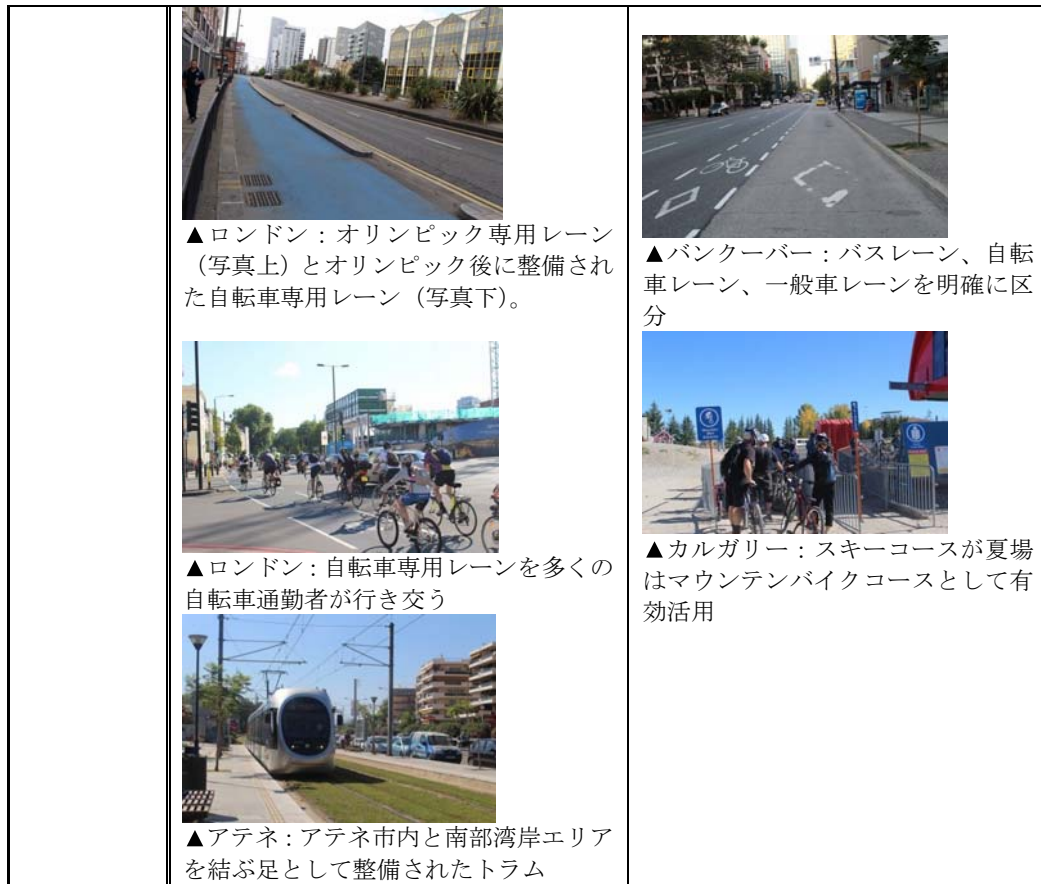 ▲ロンドン：オリンピック専用レーン
（写真上）とオリンピック後に整備され
た自転車専用レーン（写真下）。
▲ロンドン：自転車専用レーンを多くの
自転車通勤者が行き交う
▲アテネ：アテネ市内と南部湾岸エリア
を結ぶ足として整備されたトラム
▲バンクーバー：バスレーン、自転
車レーン、一般車レーンを明確に区
分
▲カルガリー：スキーコースが夏場
はマウンテンバイクコースとして有
効活用